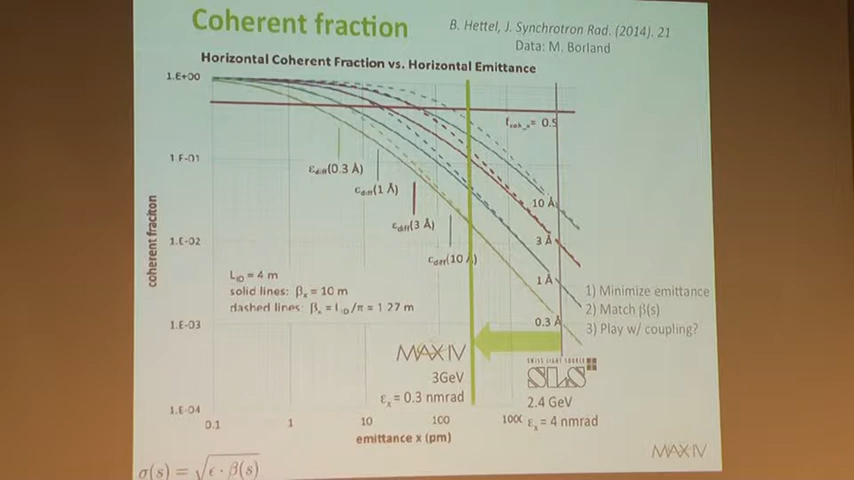 Coherent fraction
B. Hettel, J. Synchrotron Rad. (2014). 21
Data: M. Borland
Horizontal Coherent Fraction vs. Horizontal Emittance
1.E+00
1.E-01
1.E-02
1.E-03
1.E-04
coherent fraciton
= 0.5
εdiff(0.3 Å)
εdiff(1 Å)
εdiff(3 Å)
εdiff(10 Å)
10 Å
3 Å
1 Å
0.3 Å
LID = 4 m
solid lines: βx = 10 m
dashed lines: βx = LID/π = 1.27 m
1) Minimize emittance
2) Match β(s)
3) Play w/ coupling?
MAX IV
3GeV
εx = 0.3 nmrad
SWISS LIGHT SOURCE
SLS
2.4 GeV
εx = 4 nmrad
0.1
1
10
100
1000
emittance x (pm)
σ(s) = √ε · β(s)
MAX IV